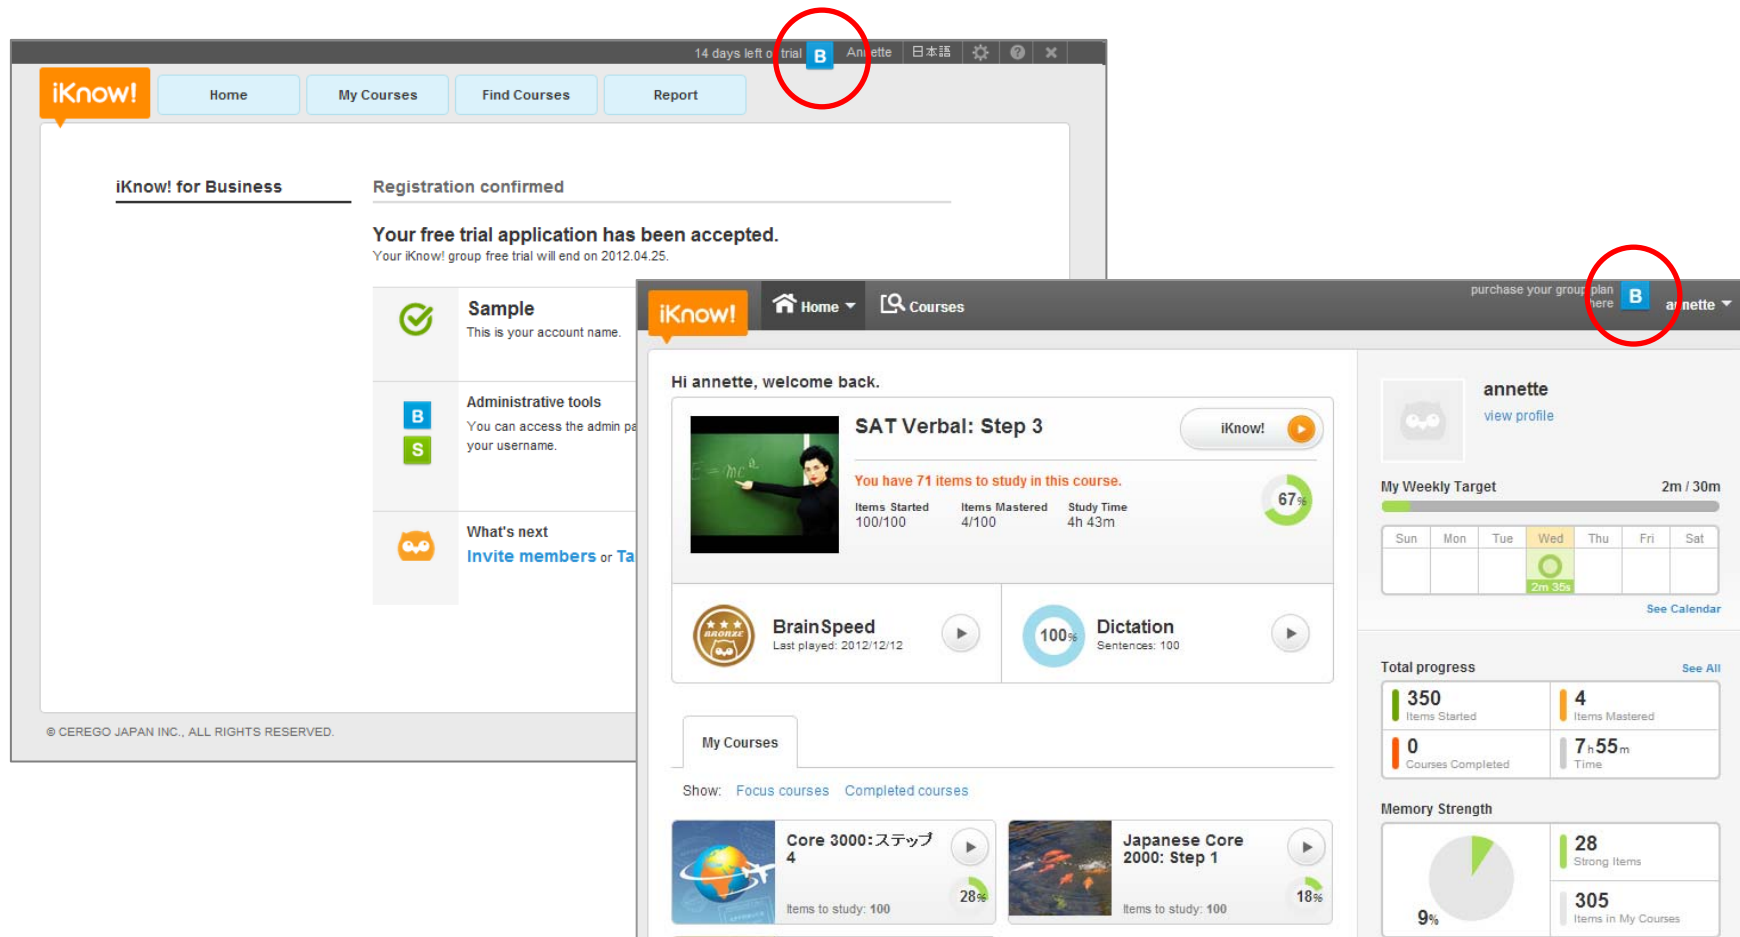 14 days left of trial B Annette 日本語
iKnow!
Home My Courses Find Courses Report
iKnow! for Business
Registration confirmed
Your free trial application has been accepted.
Your iKnow! group free trial will end on 2012.04.25.
Sample
This is your account name.
B
S
Administrative tools
You can access the admin pa
your username.
What's next
Invite members or Ta
© CEREGO JAPAN INC., ALL RIGHTS RESERVED.
iKnow!
Home Courses
purchase your group plan
here
B
annette
Hi annette, welcome back.
E=mc2
SAT Verbal: Step 3
iKnow!
You have 71 items to study in this course.
Items Started Items Mastered Study Time
100/100 4/100 4h 43m
67%
BRONZE
BrainSpeed
Last played: 2012/12/12
100%
Dictation
Sentences: 100
My Courses
Show: Focus courses Completed courses
Core 3000:ステップ
4
28%
Items to study: 100
Japanese Core
2000: Step 1
18%
Items to study: 100
annette
view profile
My Weekly Target 2m / 30m
Sun Mon Tue Wed Thu Fri Sat
2m 35s
See Calendar
Total progress See All
350
Items Started
4
Items Mastered
0
Courses Completed
7h55m
Time
Memory Strength
9%
28
Strong Items
305
Items in My Courses